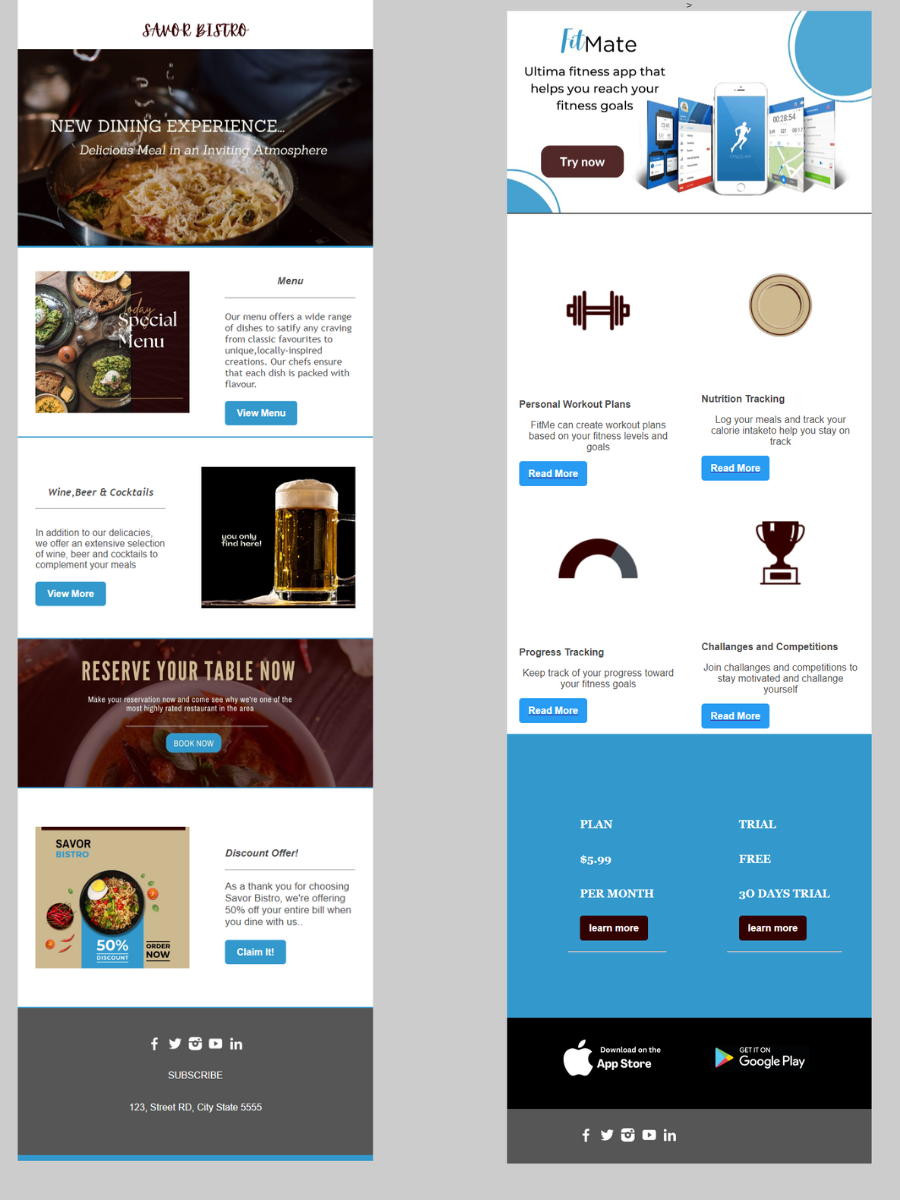 SAVOR BISTRO
NEW DINING EXPERIENCE...
Delicious Meal in an Inviting Atmosphere
Today
Special
Menu
Menu
Our menu offers a wide range
of dishes to satify any craving
from classic favourites to
unique,locally-inspired
creations. Our chefs ensure
that each dish is packed with
flavour.
View Menu
Wine,Beer & Cocktails
In addition to our delicacies,
we offer an extensive selection
of wine, beer and cocktails to
complement your meals
View More
you only
find here!
RESERVE YOUR TABLE NOW
Make your reservation now and come see why we're one of the
most highly rated restaurant in the area
BOOK NOW
SAVOR
BISTRO
50%
DISCOUNT
ORDER
NOW
Discount Offer!
As a thank you for choosing
Savor Bistro, we're offering
50% off your entire bill when
you dine with us..
Claim It!
SUBSCRIBE
123, Street RD, City State 5555
>
FitMate
Ultima fitness app that
helps you reach your
fitness goals
Try now
00:28:54
Personal Workout Plans
FitMe can create workout plans
based on your fitness levels and
goals
Read More
Nutrition Tracking
Log your meals and track your
calorie intaketo help you stay on
track
Read More
Progress Tracking
Keep track of your progress toward
your fitness goals
Read More
Challanges and Competitions
Join challanges and competitions to
stay motivated and challange
yourself
Read More
PLAN
$5.99
PER MONTH
learn more
TRIAL
FREE
30 DAYS TRIAL
learn more
Download on the
App Store
GET IT ON
Google Play